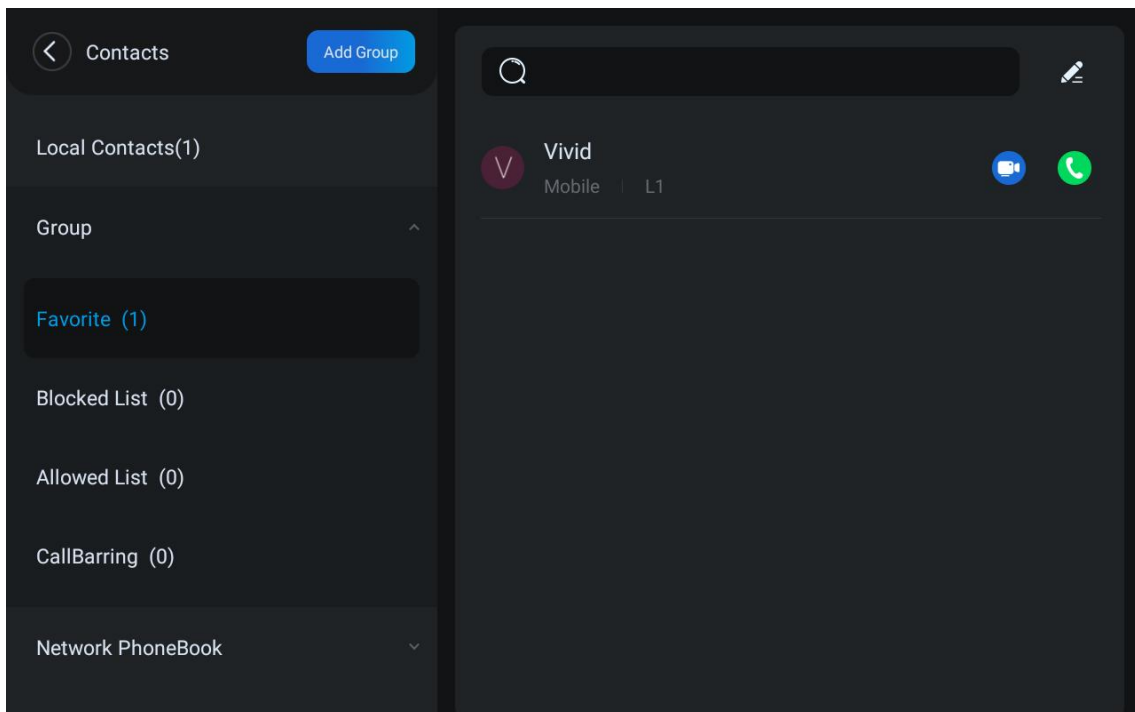 Contacts
Add Group
Local Contacts(1)
Group
Favorite (1)
Blocked List (0)
Allowed List (0)
CallBarring (0)
Network PhoneBook
V
Vivid
Mobile | L1